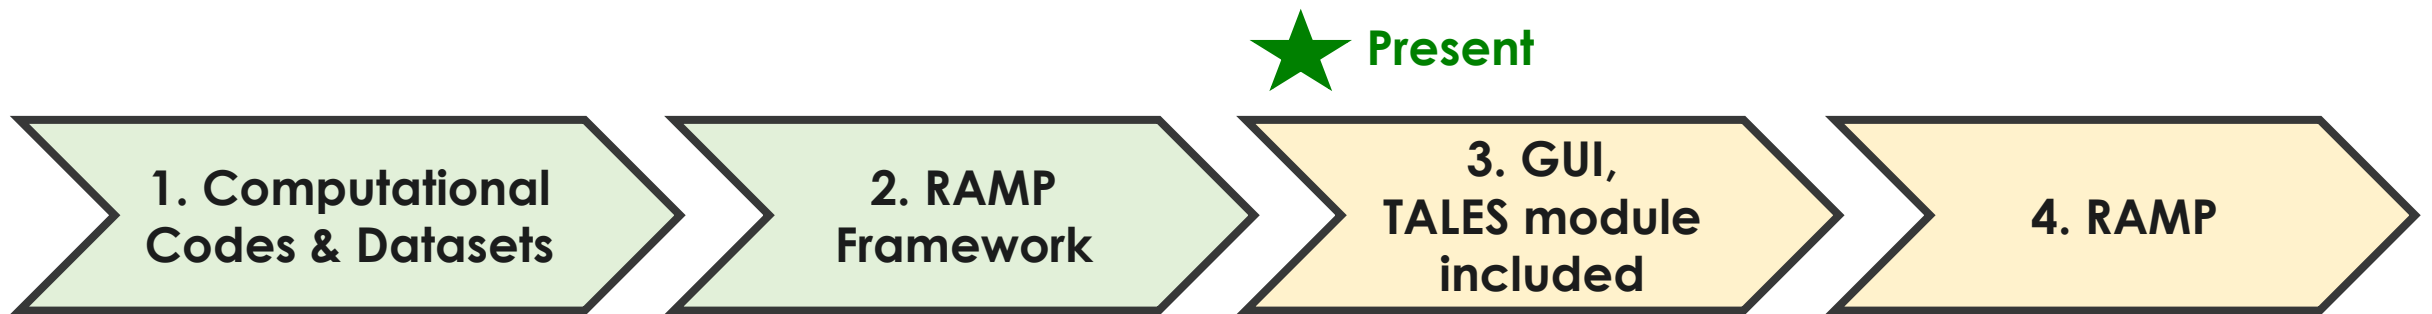 Present
1. Computational
Codes & Datasets
2. RAMP
Framework
3. GUI,
TALES module
included
4. RAMP